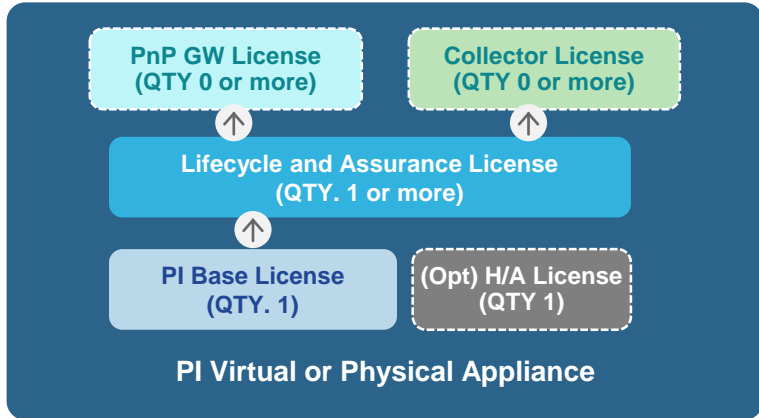 PnP GW License
(QTY 0 or more)
Collector License
(QTY 0 or more)
Lifecycle and Assurance License
(QTY. 1 or more)
PI Base License
(QTY. 1)
(Opt) H/A License
(QTY 1)
PI Virtual or Physical Appliance